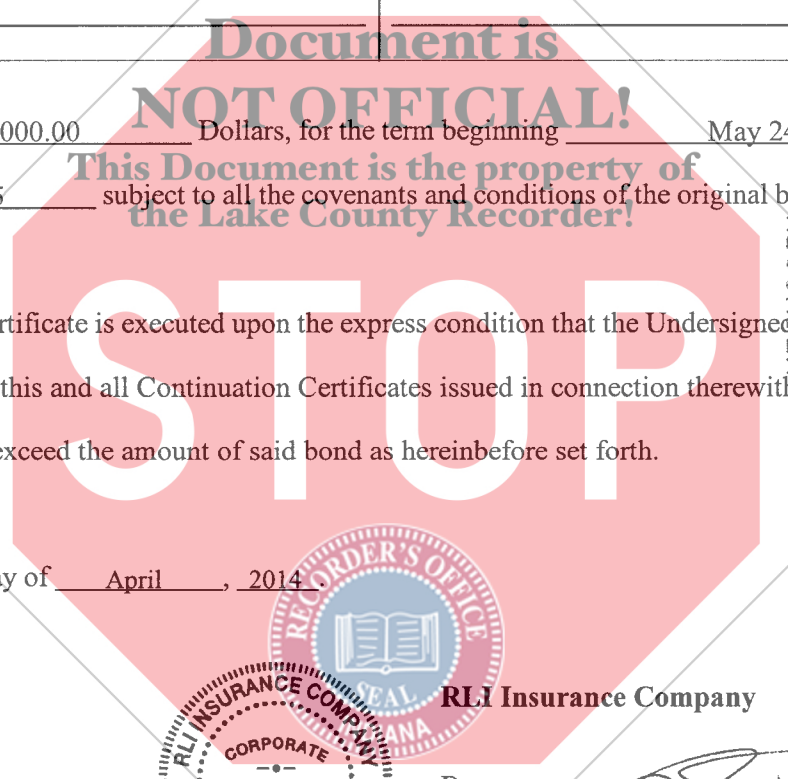 Document is
NOT OFFICIAL!
000.00 Dollars, for the term beginning May 24
This Document is the property of
subject to all the covenants and conditions of the original b
the Lake County Recorder!
STOP
rtificate is executed upon the express condition that the Undersigned
this and all Continuation Certificates issued in connection therewith
exceed the amount of said bond as hereinbefore set forth.
ay of April , 2014 .
RECORDER'S OFFICE
SEAL
RLI Insurance Company
RLI INSURANCE COMPANY
CORPORATE